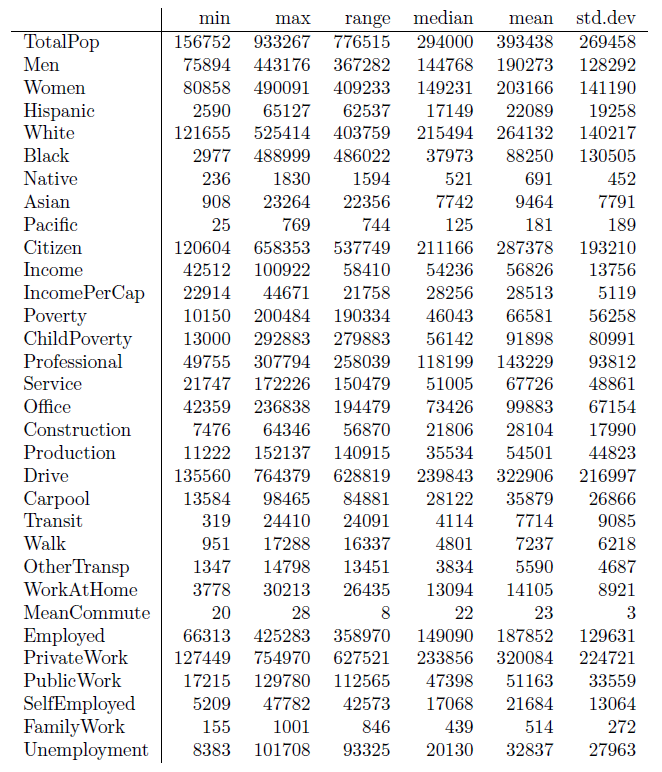 min max range median mean std.dev
TotalPop 156752 933267 776515 294000 393438 269458
Men 75894 443176 367282 144768 190273 128292
Women 80858 490091 409233 149231 203166 141190
Hispanic 2590 65127 62537 17149 22089 19258
White 121655 525414 403759 215494 264132 140217
Black 2977 488999 486022 37973 88250 130505
Native 236 1830 1594 521 691 452
Asian 908 23264 22356 7742 9464 7791
Pacific 25 769 744 125 181 189
Citizen 120604 658353 537749 211166 287378 193210
Income 42512 100922 58410 54236 56826 13756
IncomePerCap 22914 44671 21758 28256 28513 5119
Poverty 10150 200484 190334 46043 66581 56258
ChildPoverty 13000 292883 279883 56142 91898 80991
Professional 49755 307794 258039 118199 143229 93812
Service 21747 172226 150479 51005 67726 48861
Office 42359 236838 194479 73426 99883 67154
Construction 7476 64346 56870 21806 28104 17990
Production 11222 152137 140915 35534 54501 44823
Drive 135560 764379 628819 239843 322906 216997
Carpool 13584 98465 84881 28122 35879 26866
Transit 319 24410 24091 4114 7714 9085
Walk 951 17288 16337 4801 7237 6218
OtherTransp 1347 14798 13451 3834 5590 4687
WorkAtHome 3778 30213 26435 13094 14105 8921
MeanCommute 20 28 8 22 23 3
Employed 66313 425283 358970 149090 187852 129631
PrivateWork 127449 754970 627521 233856 320084 224721
PublicWork 17215 129780 112565 47398 51163 33559
SelfEmployed 5209 47782 42573 17068 21684 13064
FamilyWork 155 1001 846 439 514 272
Unemployment 8383 101708 93325 20130 32837 27963